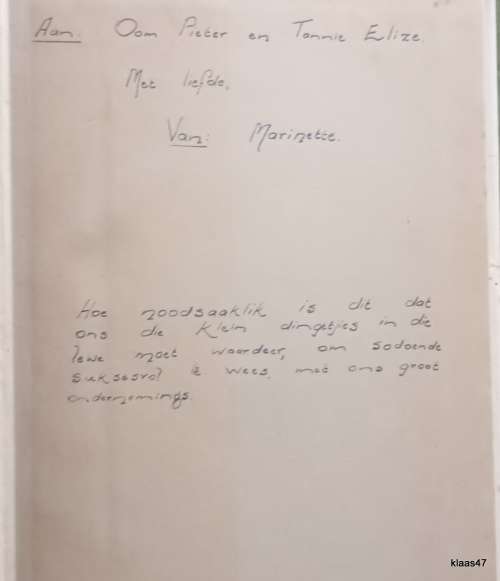 Aan: Oom Pieter en Tannie Elize.
Met liefde,
Van: Marinette.
Hoe noodsaaklik is dit dat
ons die klein dingetjies in die
lewe moet waardeer, om sodoende
suksesvol te wees, met ons groot
ondernemings.
klaas47